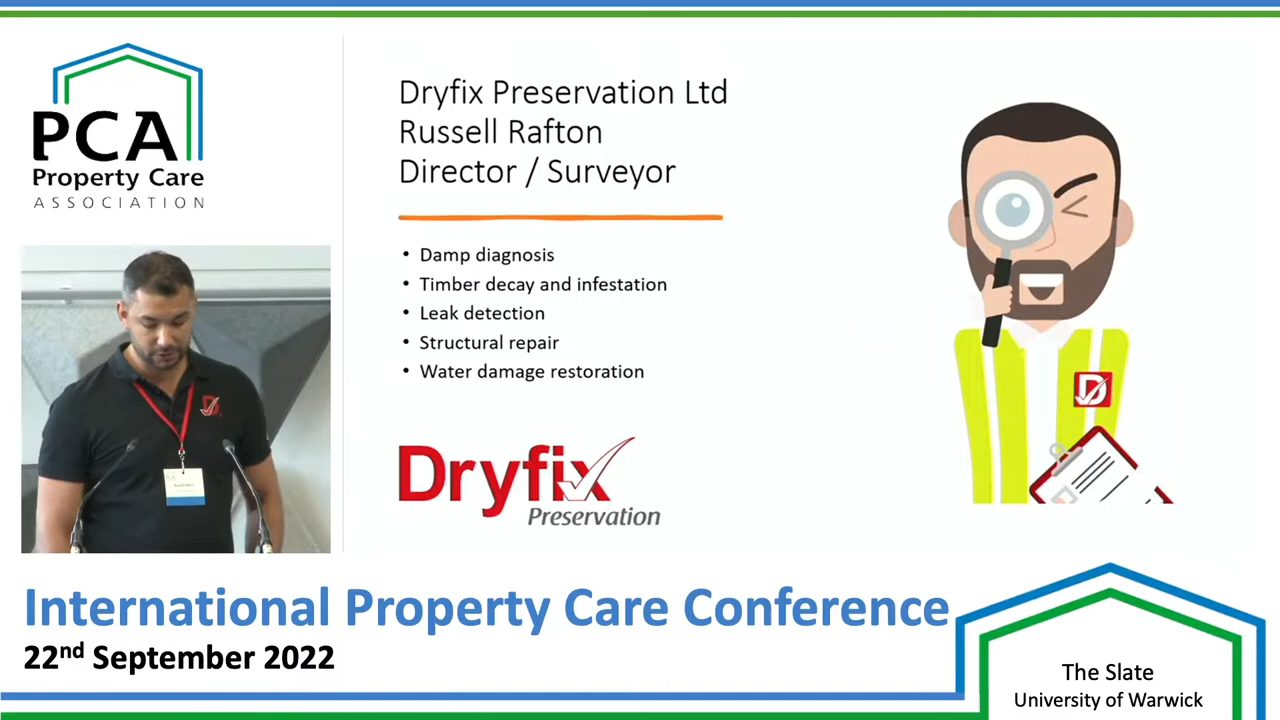 PCA
Property Care
ASSOCIATION
Dryfix Preservation Ltd
Russell Rafton
Director / Surveyor
• Damp diagnosis
• Timber decay and infestation
• Leak detection
• Structural repair
• Water damage restoration
Dryfix
Preservation
D
International Property Care Conference
22nd September 2022
The Slate
University of Warwick